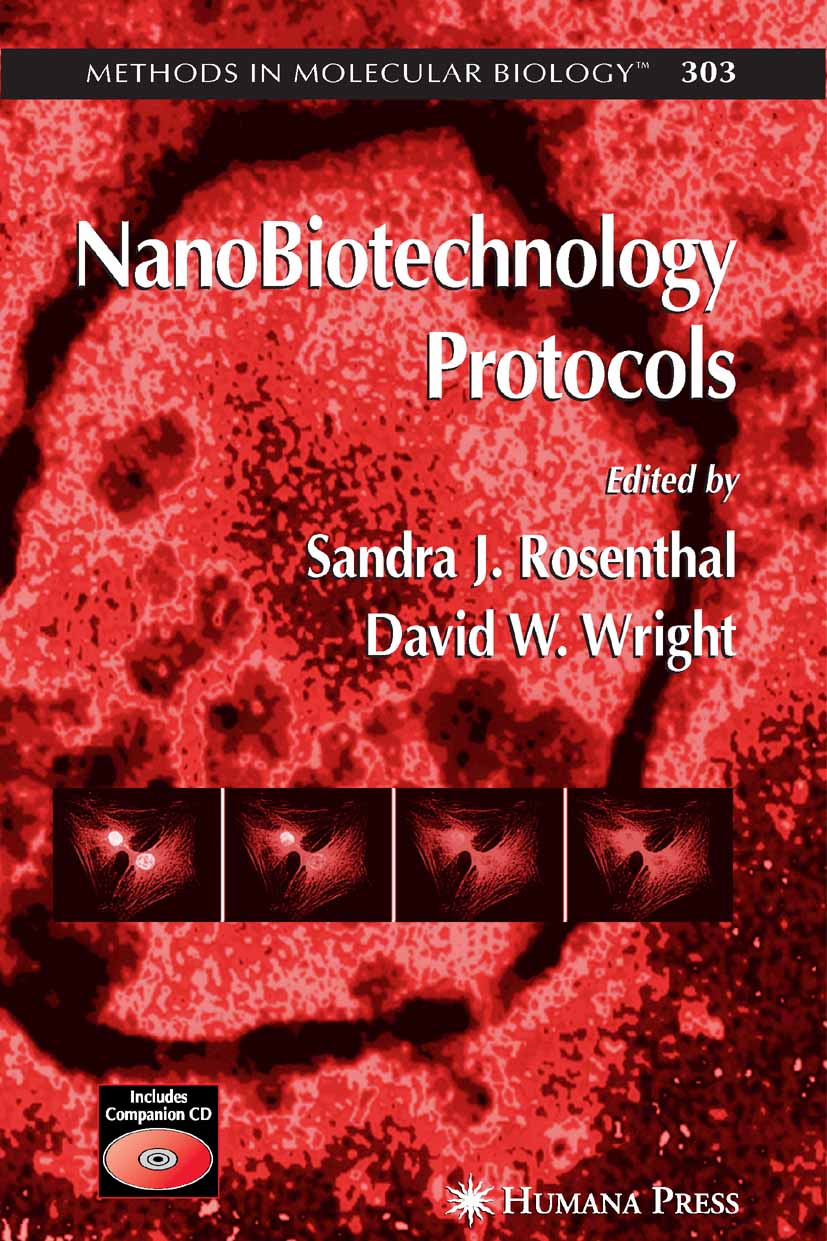 METHODS IN MOLECULAR BIOLOGY™ 303
NanoBiotechnology
Protocols
Edited by
Sandra J. Rosenthal
David W. Wright
Includes
Companion CD
HUMANA PRESS